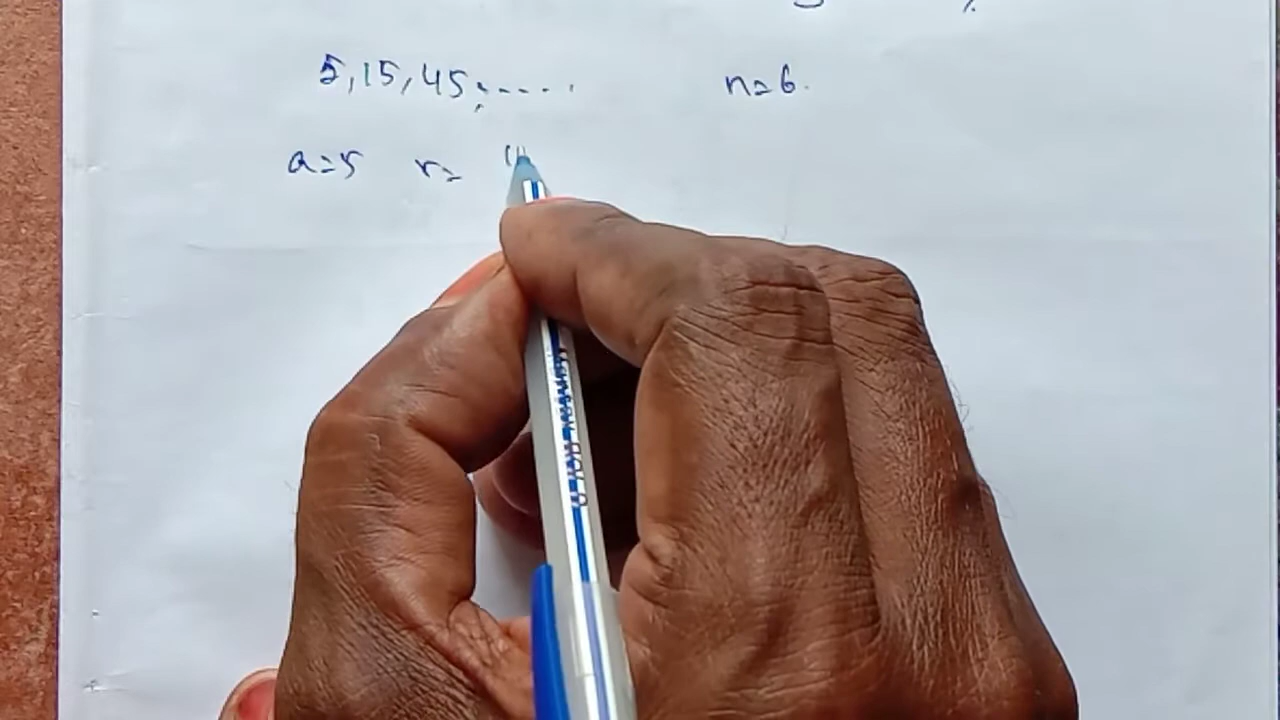 5,15,45,.....
n=6.
a=5 r=